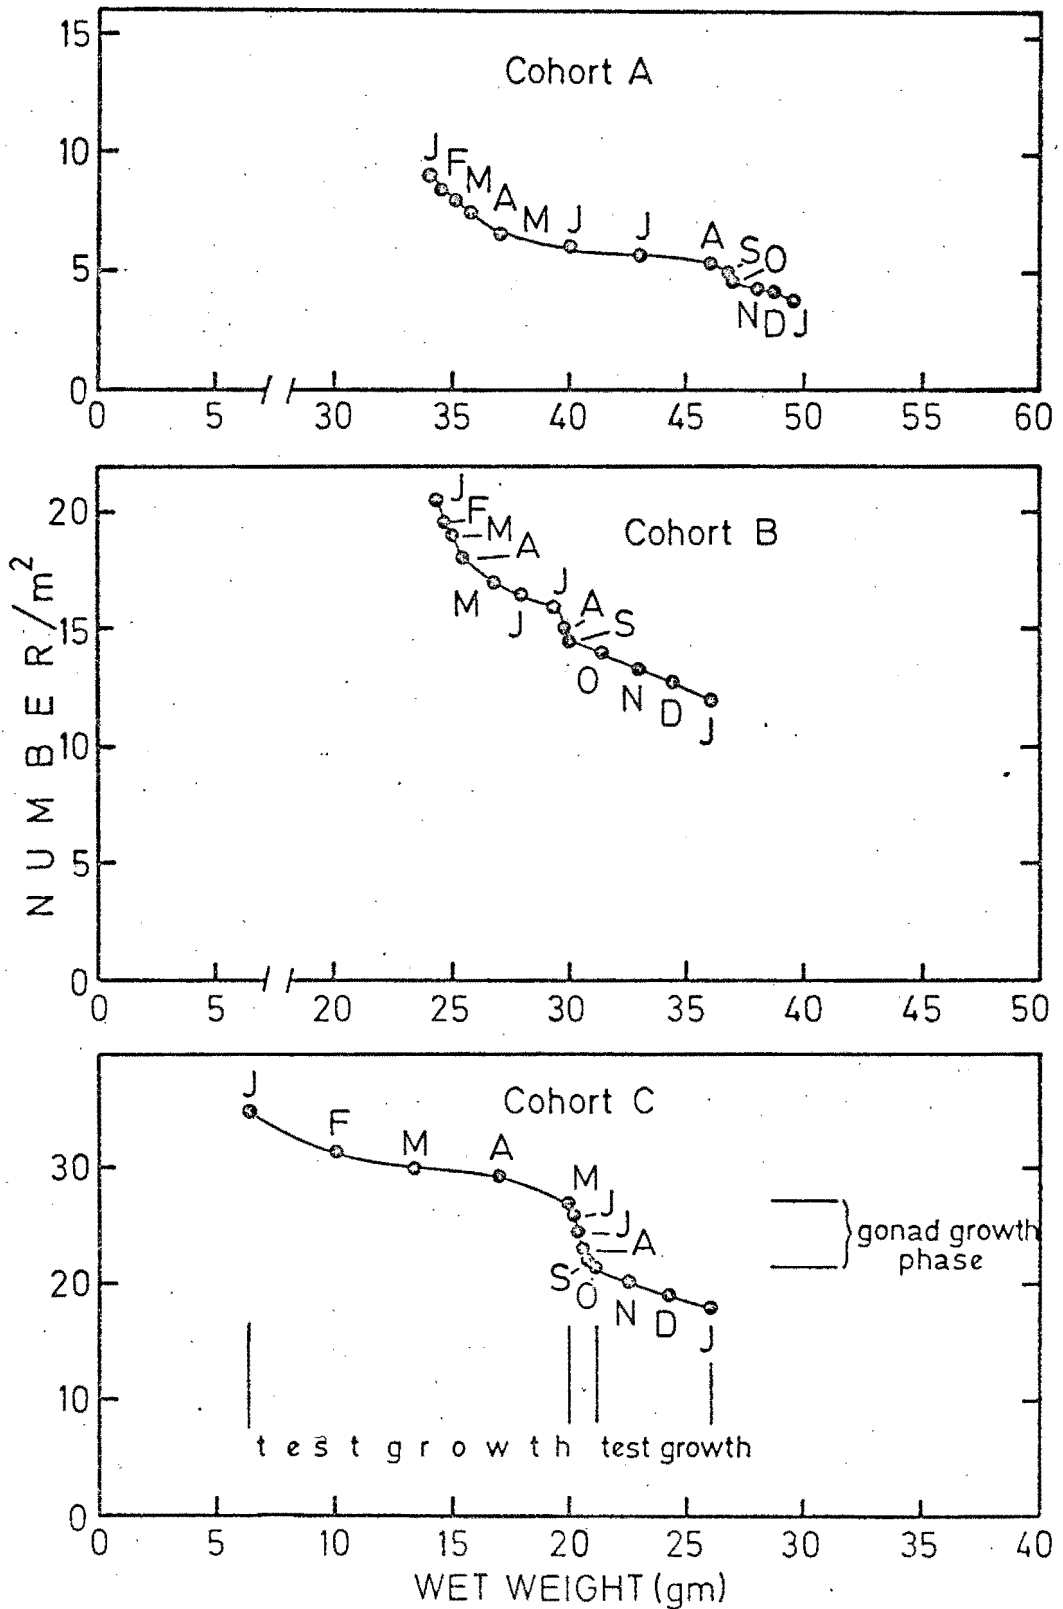 15
Cohort A
10
J
F
M
A
M
J
J
A
S
O
5
N
D
J
0
0 5 30 35 40 45 50 55 60
NUMBER/m²
20
J
F
M
A
Cohort B
M
J
J
A
S
15
O
N
D
J
10
5
0
0 5 20 25 30 35 40 45 50
J
Cohort C
F
M
A
30
M
J
J
A
S
O
gonad growth
phase
20
N
D
J
10
test growth
test growth
0
0 5 10 15 20 25 30 35 40
WET WEIGHT (gm)